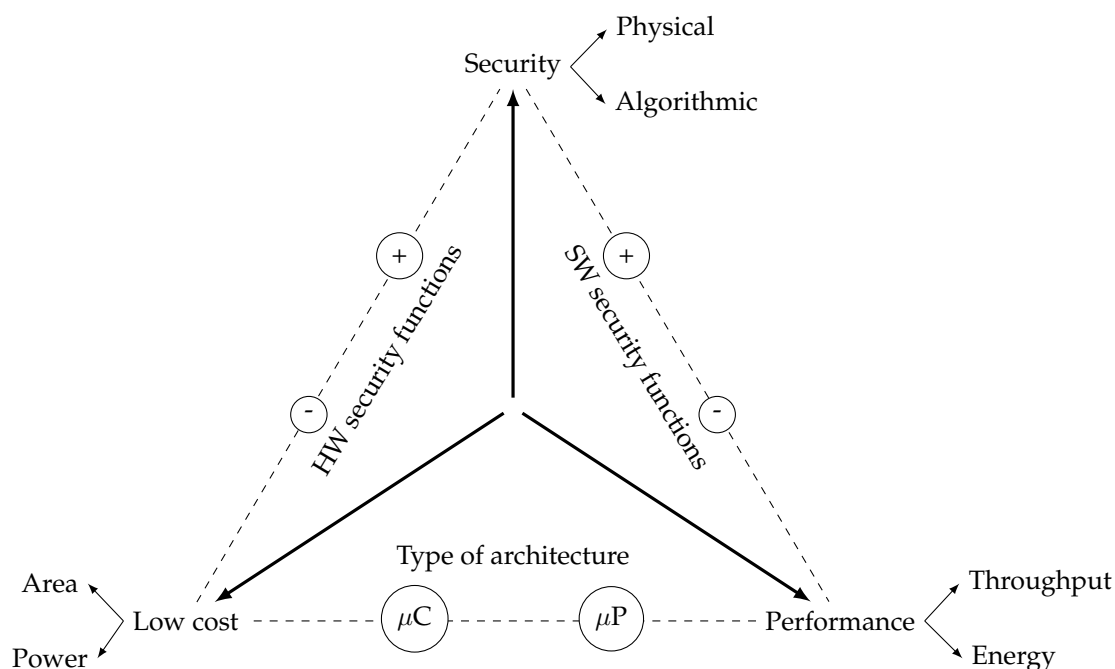 Physical
Security
Algorithmic
+
+
HW security functions
SW security functions
-
-
Type of architecture
Area
Throughput
Low cost
μC
μP
Performance
Power
Energy